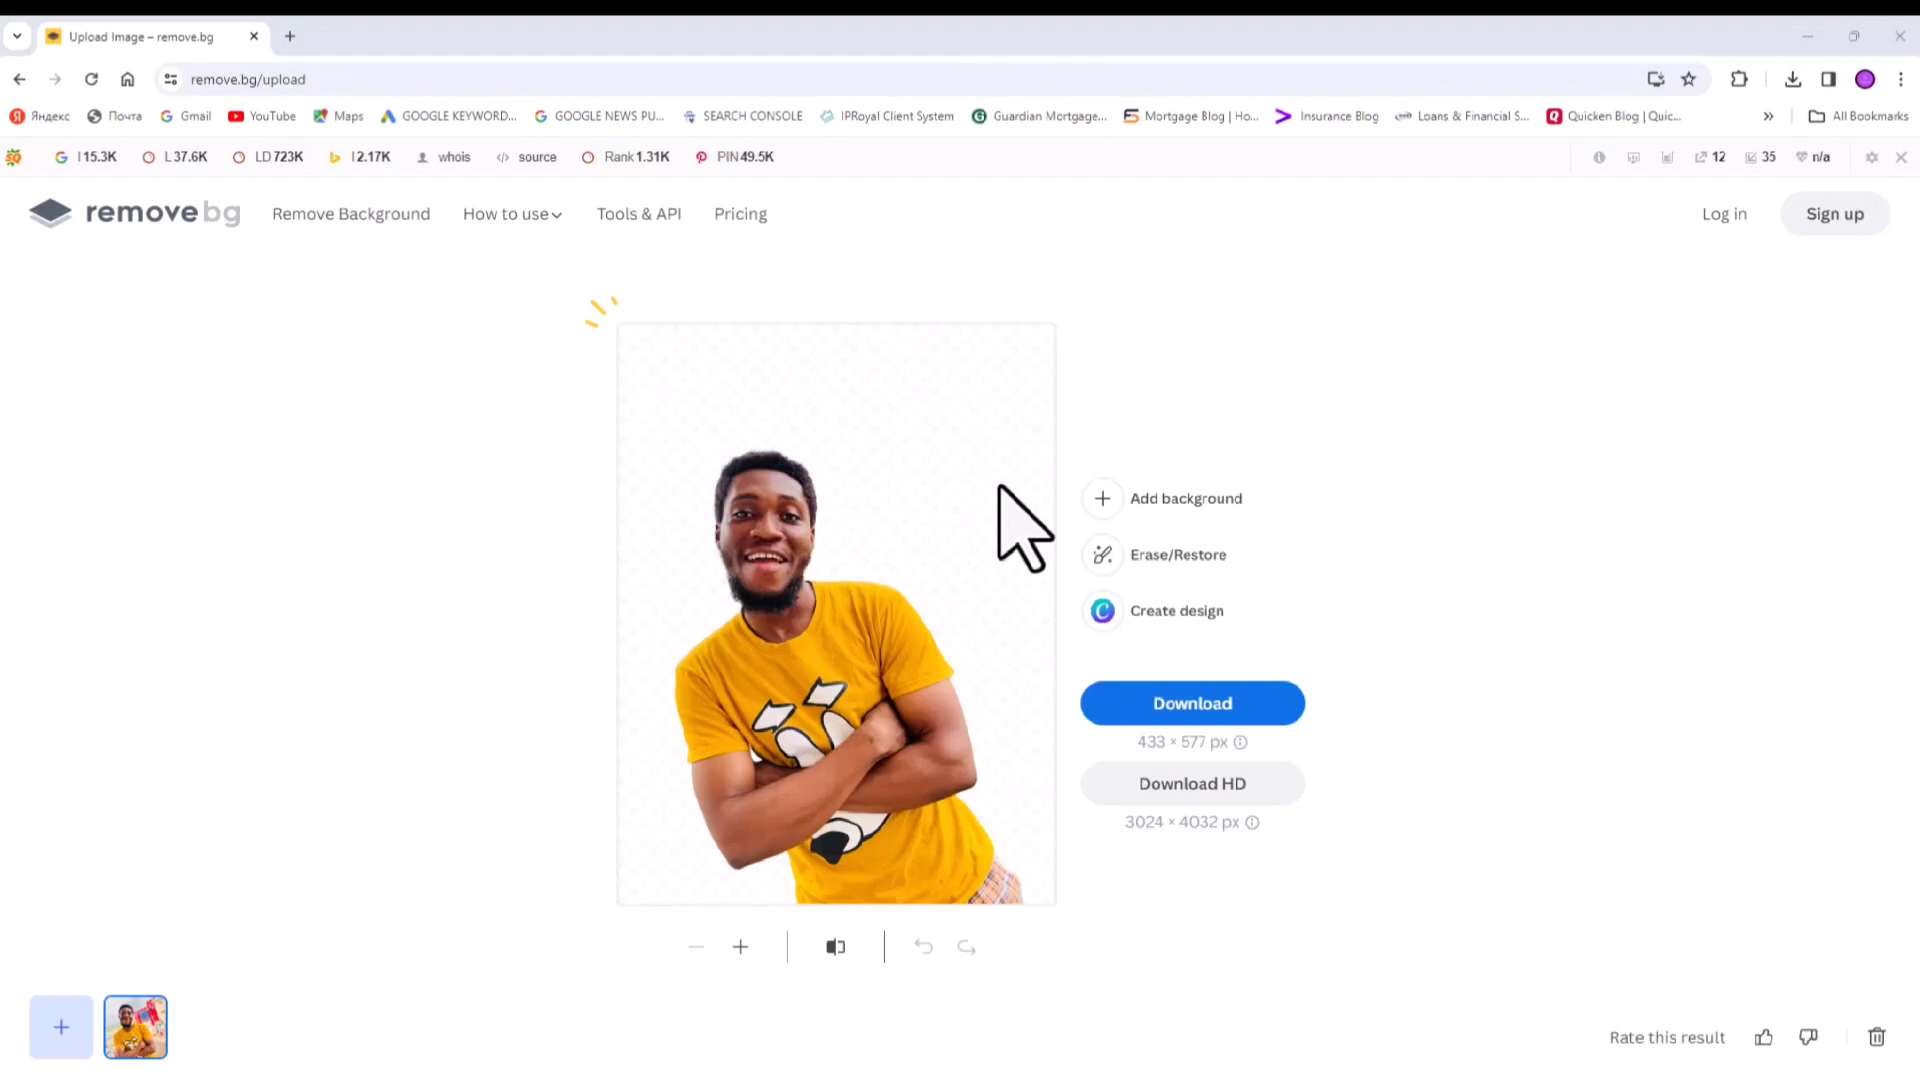 Upload Image – remove.bg
remove.bg/upload
Яндекс Почта Gmail YouTube Maps GOOGLE KEYWORD... GOOGLE NEWS PU... SEARCH CONSOLE IPRoyal Client System Guardian Mortgage... Mortgage Blog | Ho... Insurance Blog Loans & Financial S... Quicken Blog | Quic... » All Bookmarks
SQ I 15.3K L 37.6K LD 723K I 2.17K whois source Rank 1.31K PIN 49.5K 12 35 n/a
remove bg Remove Background How to use Tools & API Pricing Log in Sign up
Add background
Erase/Restore
Create design
Download
433 × 577 px
Download HD
3024 × 4032 px
Rate this result